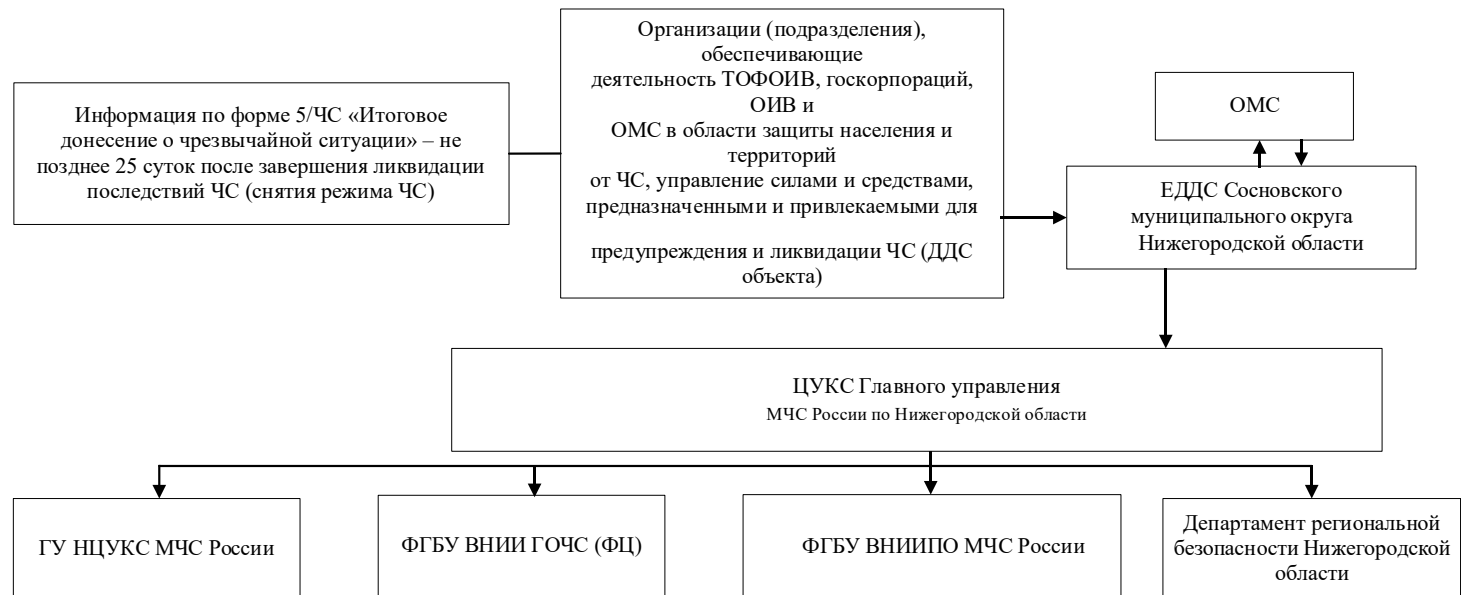 Информация по форме 5/ЧС «Итоговое
донесение о чрезвычайной ситуации» – не
позднее 25 суток после завершения ликвидации
последствий ЧС (снятия режима ЧС)
Организации (подразделения),
обеспечивающие
деятельность ТОФОИВ, госкорпораций,
ОИВ и
ОМС в области защиты населения и
территорий
от ЧС, управление силами и средствами,
предназначенными и привлекаемыми для
предупреждения и ликвидации ЧС (ДДС
объекта)
ОМС
ЕДДС Сосновского
муниципального округа
Нижегородской области
ЦУКС Главного управления
МЧС России по Нижегородской области
ГУ НЦУКС МЧС России
ФГБУ ВНИИ ГОЧС (ФЦ)
ФГБУ ВНИИПО МЧС России
Департамент региональной
безопасности Нижегородской
области